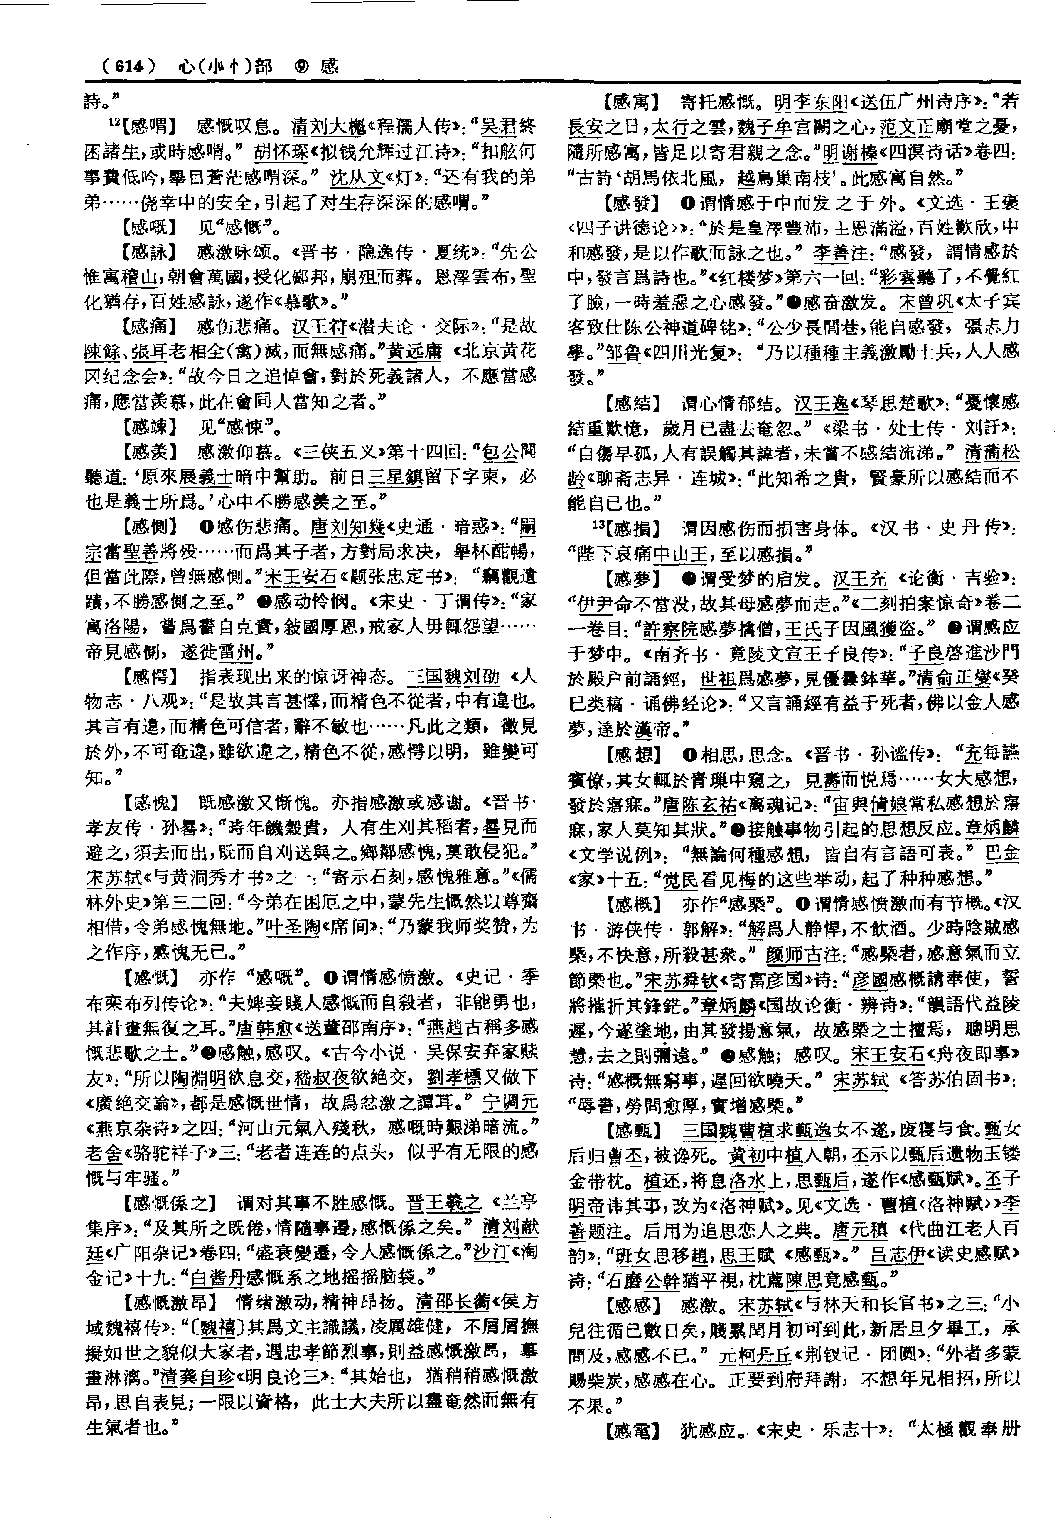 （614） 心(㣺忄)部 ⑨ 感
詩。”
¹²【感喟】 感慨叹息。清刘大櫆《程孺人传》：“吴君终
困諸生，或時感喟。” 胡怀琛《拟钱允辉过江诗》：“扣舷何
事費低吟，舉目蒼茫感喟深。” 沈从文《灯》：“还有我的弟
弟……侥幸中的安全，引起了对生存深深的感喟。”
【感嘅】 见“感慨”。
【感詠】 感激咏颂。《晋书·隐逸传·夏统》：“先公
惟寓稽山，朝會萬國，授化鄙邦，崩殂而葬。恩澤雲布，聖
化猶存，百姓感詠，遂作《慕歌》。”
【感痛】 感伤悲痛。汉王符《潜夫论·交际》：“是故
陳餘、張耳老相全(禽)滅，而無感痛。”黄远庸《北京黄花
冈纪念会》：“故今日之追悼會，對於死義諸人，不應當感
痛，應當羨慕，此在會同人當知之者。”
【感竦】 见“感悚”。
【感羡】 感激仰慕。《三侠五义》第十四回：“包公聞
聽道：‘原來展義士暗中幫助。前日三星鎮留下字柬，必
也是義士所爲。’心中不勝感羨之至。”
【感惻】 ❶感伤悲痛。唐刘知幾《史通·暗惑》：“嗣
宗當聖善將殁……而爲其子者，方對局求決，舉杯酣暢，
但當此際，曾無感惻。”宋王安石《题张忠定书》：“竊觀遺
蹟，不勝感惻之至。” ❷感动怜悯。《宋史·丁谓传》：“家
寓洛陽，嘗爲書自克責，敍國厚恩，戒家人毋輒怨望……
帝見感惻，遂徙雷州。”
【感愕】 指表现出来的惊讶神态。三国魏刘劭《人
物志·八观》：“是故其言甚懌，而精色不從者，中有違也。
其言有違，而精色可信者，辭不敏也……凡此之類，徵見
於外，不可奄違，雖欲違之，精色不從，感愕以明，雖變可
知。”
【感愧】 既感激又惭愧。亦指感激或感谢。《晋书·
孝友传·孙晷》：“時年饑穀貴，人有生刈其稻者，晷見而
避之，須去而出，既而自刈送與之。鄉鄰感愧，莫敢侵犯。”
宋苏轼《与黄洞秀才书》之一：“寄示石刻，感愧雅意。”《儒
林外史》第三二回：“今弟在困厄之中，蒙先生慨然以尊齋
相借，令弟感愧無地。”叶圣陶《席间》：“乃蒙我师奖赞，为
之作序，感愧无已。”
【感慨】 亦作“感嘅”。❶谓情感愤激。《史记·季
布栾布列传论》：“夫婢妾賤人感慨而自殺者，非能勇也，
其計畫無復之耳。”唐韩愈《送董邵南序》：“燕趙古稱多感
慨悲歌之士。”❷感触，感叹。《古今小说·吴保安弃家赎
友》：“所以陶淵明欲息交，嵇叔夜欲絶交，劉孝標又做下
《廣絶交論》，都是感慨世情，故爲忿激之譚耳。” 宁调元
《燕京杂诗》之四：“河山元氣入殘秋，感嘅時艱涕暗流。”
老舍《骆驼祥子》三：“老者连连的点头，似乎有无限的感
慨与牢骚。”
【感慨係之】 谓对其事不胜感慨。晋王羲之《兰亭
集序》：“及其所之既倦，情隨事遷，感慨係之矣。” 清刘献
廷《广阳杂记》卷四：“盛衰變遷，令人感慨係之。”沙汀《淘
金记》十九：“白酱丹感慨系之地摇摇脑袋。”
【感慨激昂】 情绪激动，精神昂扬。清邵长蘅《侯方
域魏禧传》：“〔魏禧〕其爲文主識議，凌厲雄健，不屑屑撫
擬如世之貌似大家者，遇忠孝節烈事，則益感慨激昂，摹
畫淋漓。”清龚自珍《明良论三》：“其始也，猶稍稍感慨激
昂，思自表見；一限以資格，此士大夫所以盡奄然而無有
生氣者也。”
【感寓】 寄托感慨。明李东阳《送伍广州诗序》：“若
長安之日，太行之雲，魏子牟宫闕之心，范文正廟堂之憂，
隨所感寓，皆足以寄君親之念。”明谢榛《四溟诗话》卷四：
“古詩‘胡馬依北風，越鳥巢南枝’。此感寓自然。”
【感發】 ❶谓情感于中而发之于外。《文选·王褒
〈四子讲德论〉》：“於是皇澤豐沛，主恩滿溢，百姓歡欣，中
和感發，是以作歌而詠之也。” 李善注：“感發，謂情感於
中，發言爲詩也。”《红楼梦》第六一回：“彩雲聽了，不覺紅
了臉，一時羞惡之心感發。”❷感奋激发。宋曾巩《太子宾
客致仕陈公神道碑铭》：“公少長閭巷，能自感發，彊志力
學。”邹鲁《四川光复》：“乃以種種主義激勵士兵，人人感
發。”
【感結】 谓心情郁结。汉王逸《琴思楚歌》：“憂懷感
結重歎憶，歲月已盡去奄忽。” 《梁书·处士传·刘訏》：
“自傷早孤，人有誤觸其諱者，未嘗不感結流涕。” 清蒲松
龄《聊斋志异·连城》：“此知希之貴，賢豪所以感結而不
能自已也。”
¹³【感損】 谓因感伤而损害身体。《汉书·史丹传》：
“陛下哀痛中山王，至以感損。”
【感夢】 ❶谓受梦的启发。汉王充《论衡·吉验》：
“伊尹命不當没，故其母感夢而走。”《二刻拍案惊奇》卷二
一卷目：“許察院感夢擒僧，王氏子因風獲盜。” ❷谓感应
于梦中。《南齐书·竟陵文宣王子良传》：“子良啓進沙門
於殿户前誦經，世祖爲感夢，見優曇鉢華。”清俞正燮《癸
巳类稿·诵佛经论》：“又言誦經有益于死者，佛以金人感
夢，達於漢帝。”
【感想】 ❶相思，思念。《晋书·孙谧传》：“充每讌
賓僚，其女輒於青璅中窺之，見壽而悦焉……女大感想，
發於寤寐。”唐陈玄祐《离魂记》：“宙與倩娘常私感想於寤
寐，家人莫知其狀。”❷接触事物引起的思想反应。章炳麟
《文学说例》：“無論何種感想，皆自有言語可表。” 巴金
《家》十五：“觉民看见梅的这些举动，起了种种感想。”
【感概】 亦作“感槩”。❶谓情感愤激而有节概。《汉
书·游侠传·郭解》：“解爲人静悍，不飲酒。少時陰賊感
槩，不快意，所殺甚衆。” 颜师古注：“感槩者，感意氣而立
節槩也。”宋苏舜钦《寄富彦国》诗：“彦國感概請奉使，誓
將摧折其鋒鋩。”章炳麟《国故论衡·辨诗》：“韻語代益陵
遲，今遂塗地，由其發揚意氣，故感槩之士擅焉，聰明思
慧，去之則彌遠。” ❷感触；感叹。宋王安石《舟夜即事》
诗：“感概無窮事，遲回欲曉天。” 宋苏轼《答苏伯固书》：
“辱書，勞問愈厚，實增感槩。”
【感甄】 三国魏曹植求甄逸女不遂，废寝与食。甄女
后归曹丕，被谗死。黄初中植入朝，丕示以甄后遗物玉镂
金带枕。植还，将息洛水上，思甄后，遂作《感甄赋》。丕子
明帝讳其事，改为《洛神赋》。见《文选·曹植〈洛神赋〉》李
善题注。后用为追思恋人之典。唐元稹《代曲江老人百
韵》：“班女思移趙，思王賦《感甄》。” 吕志伊《读史感赋》
诗：“石磨公幹猶平視，枕薦陳思竟感甄。”
【感感】 感激。宋苏轼《与林天和长官书》之三：“小
兒往循已數日矣，賤累閏月初可到此，新居旦夕畢工，承
問及，感感不已。” 元柯丹丘《荆钗记·团圆》：“外者多蒙
賜柴炭，感感在心。正要到府拜謝，不想年兄相招，所以
不果。”
【感電】 犹感应。《宋史·乐志十》：“太極觀奉册